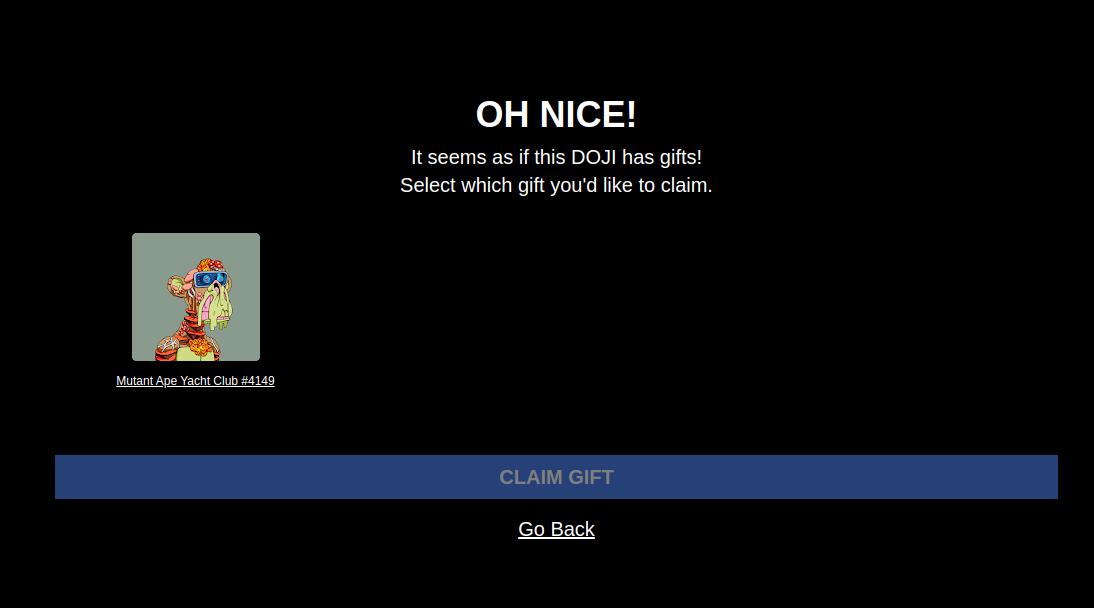 OH NICE!
It seems as if this DOJI has gifts!
Select which gift you'd like to claim.
Mutant Ape Yacht Club #4149
CLAIM GIFT
Go Back